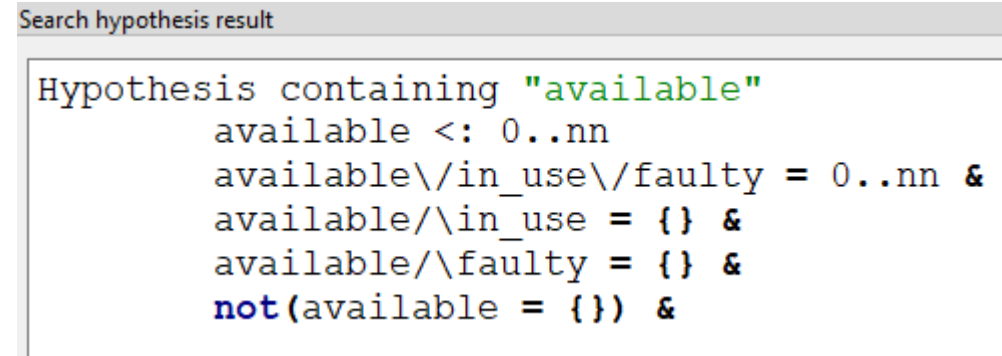 Search hypothesis result
Hypothesis containing "available"
available <: 0..nn
available\/in_use\/faulty = 0..nn &
available/\in_use = {} &
available/\faulty = {} &
not(available = {}) &